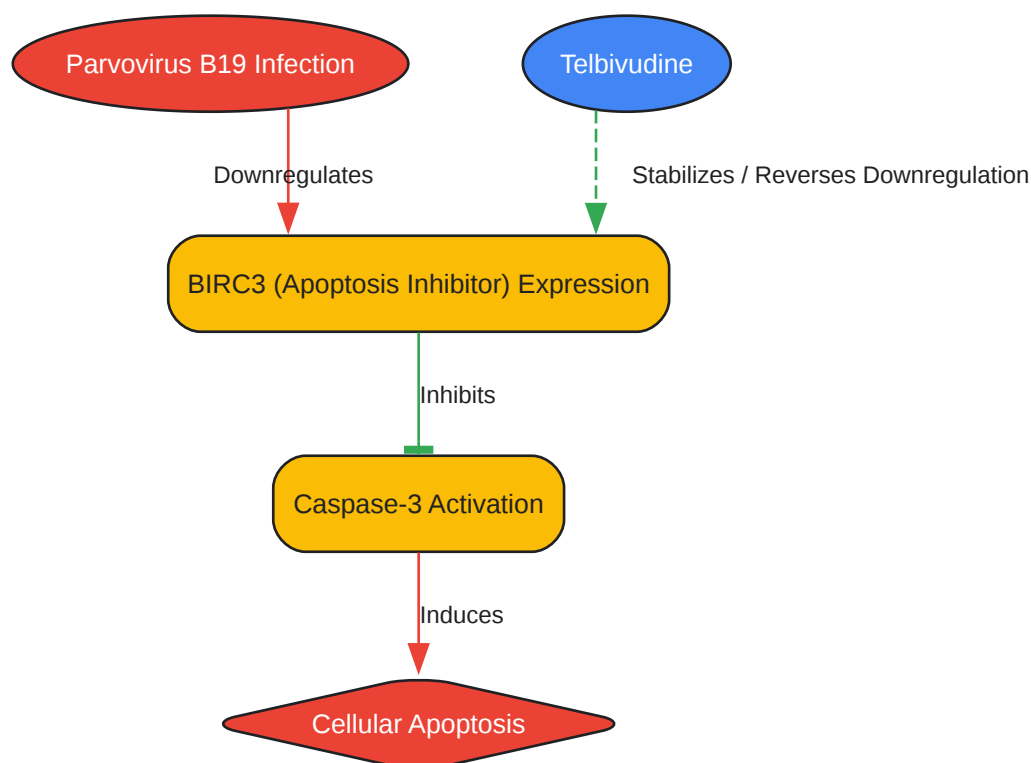 Parvovirus B19 Infection
Telbivudine
Downregulates
Stabilizes / Reverses Downregulation
BIRC3 (Apoptosis Inhibitor) Expression
Inhibits
Caspase-3 Activation
Induces
Cellular Apoptosis